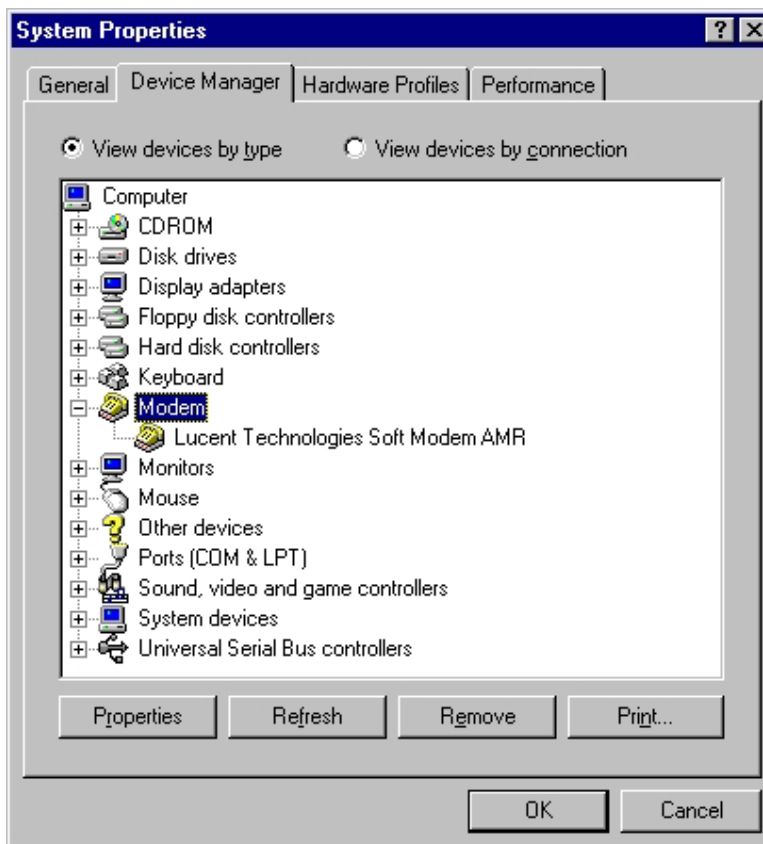 System Properties
General Device Manager Hardware Profiles Performance
View devices by type View devices by connection
Computer
CDROM
Disk drives
Display adapters
Floppy disk controllers
Hard disk controllers
Keyboard
Modem
Lucent Technologies Soft Modem AMR
Monitors
Mouse
Other devices
Ports (COM & LPT)
Sound, video and game controllers
System devices
Universal Serial Bus controllers
Properties Refresh Remove Print...
OK Cancel